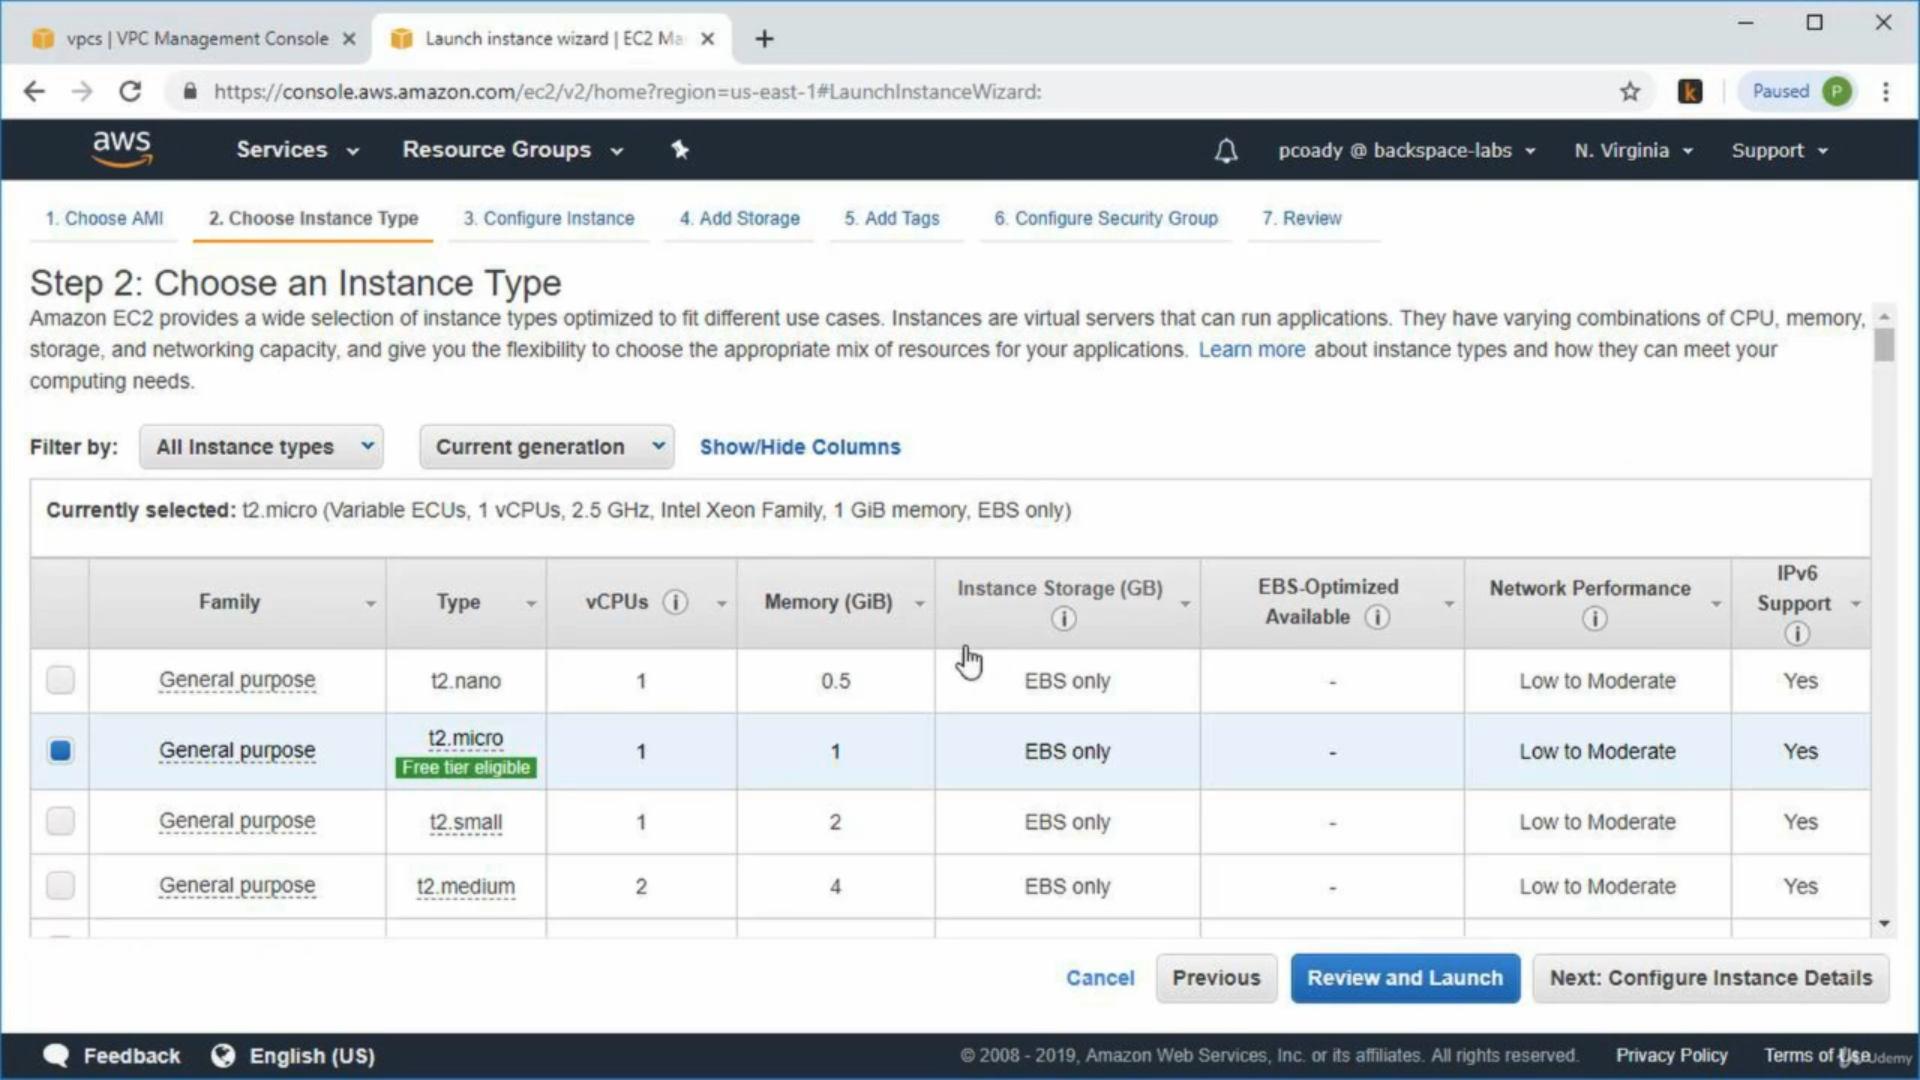 vpcs | VPC Management Console
Launch instance wizard | EC2 Ma
https://console.aws.amazon.com/ec2/v2/home?region=us-east-1#LaunchInstanceWizard:
k
Paused P
aws Services Resource Groups pcoady @ backspace-labs N. Virginia Support
1. Choose AMI 2. Choose Instance Type 3. Configure Instance 4. Add Storage 5. Add Tags 6. Configure Security Group 7. Review
Step 2: Choose an Instance Type
Amazon EC2 provides a wide selection of instance types optimized to fit different use cases. Instances are virtual servers that can run applications. They have varying combinations of CPU, memory,
storage, and networking capacity, and give you the flexibility to choose the appropriate mix of resources for your applications. Learn more about instance types and how they can meet your
computing needs.
Filter by: All instance types Current generation Show/Hide Columns
Currently selected: t2.micro (Variable ECUs, 1 vCPUs, 2.5 GHz, Intel Xeon Family, 1 GiB memory, EBS only)
Family Type vCPUs i Memory (GiB) Instance Storage (GB) i EBS-Optimized Available i Network Performance i IPv6 Support i
General purpose t2.nano 1 0.5 EBS only - Low to Moderate Yes
General purpose t2.micro Free tier eligible 1 1 EBS only - Low to Moderate Yes
General purpose t2.small 1 2 EBS only - Low to Moderate Yes
General purpose t2.medium 2 4 EBS only - Low to Moderate Yes
Cancel Previous Review and Launch Next: Configure Instance Details
Feedback English (US) © 2008 - 2019, Amazon Web Services, Inc. or its affiliates. All rights reserved. Privacy Policy Terms of Use
Udemy